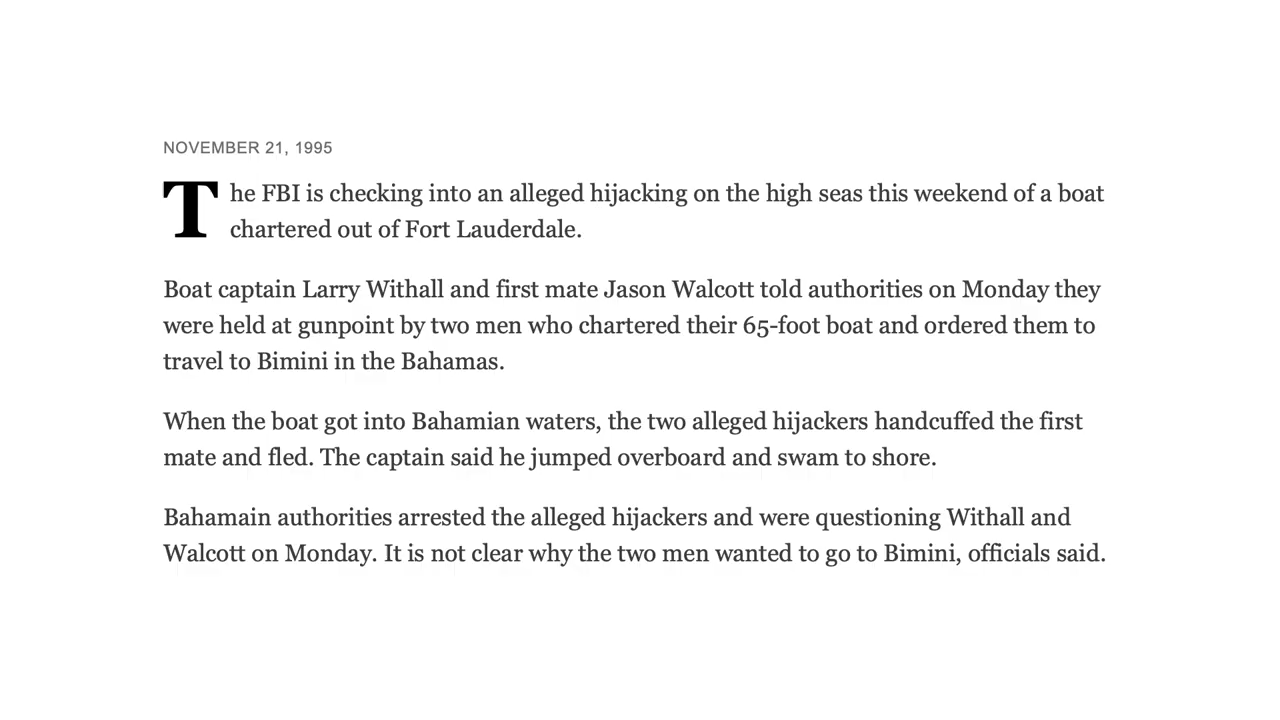 NOVEMBER 21, 1995
The FBI is checking into an alleged hijacking on the high seas this weekend of a boat
chartered out of Fort Lauderdale.
Boat captain Larry Withall and first mate Jason Walcott told authorities on Monday they
were held at gunpoint by two men who chartered their 65-foot boat and ordered them to
travel to Bimini in the Bahamas.
When the boat got into Bahamian waters, the two alleged hijackers handcuffed the first
mate and fled. The captain said he jumped overboard and swam to shore.
Bahamain authorities arrested the alleged hijackers and were questioning Withall and
Walcott on Monday. It is not clear why the two men wanted to go to Bimini, officials said.